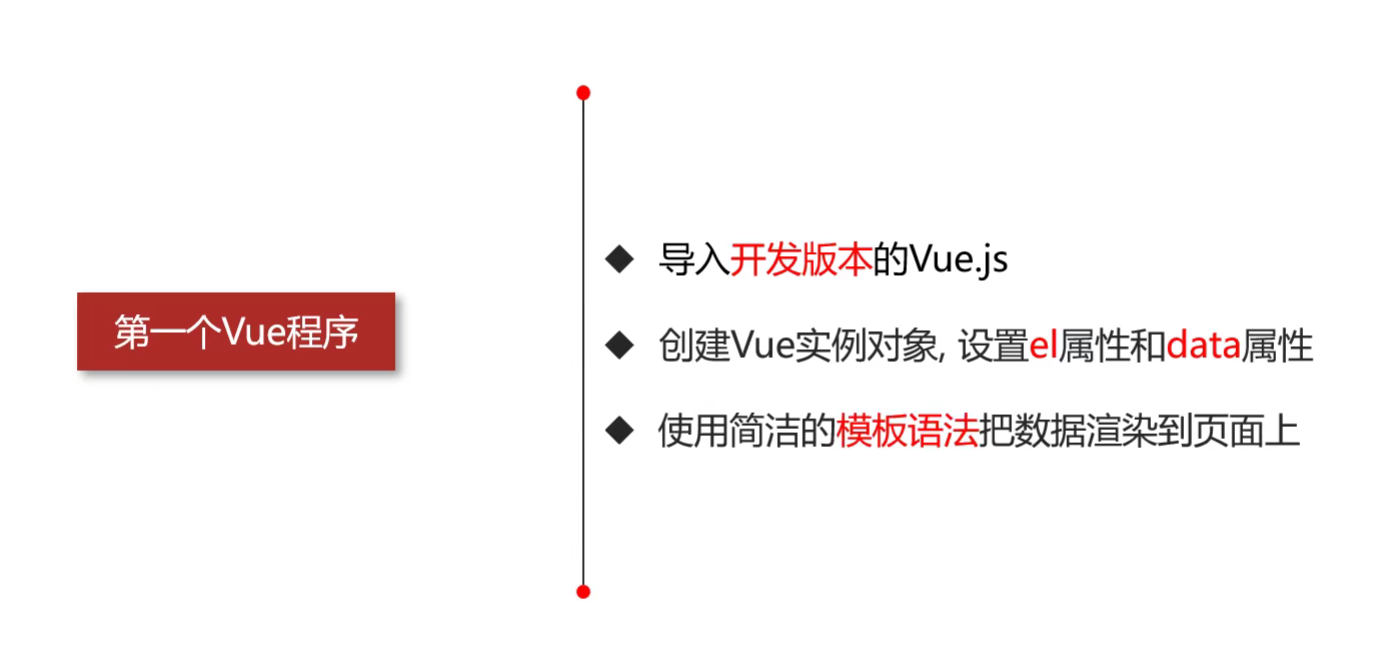 第一个Vue程序
导入开发版本的Vue.js
创建Vue实例对象, 设置el属性和data属性
使用简洁的模板语法把数据渲染到页面上